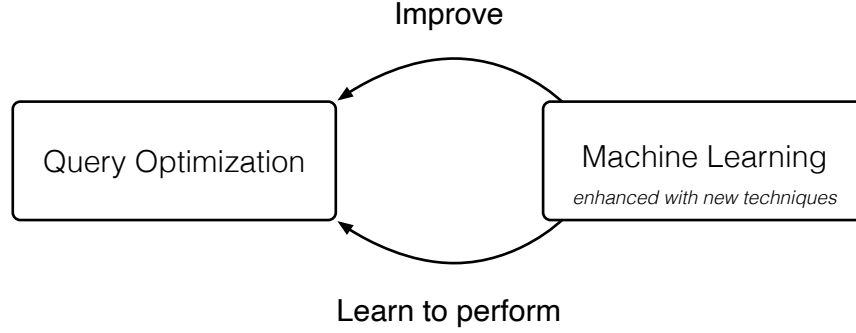 Improve
Query Optimization
Machine Learning
enhanced with new techniques
Learn to perform